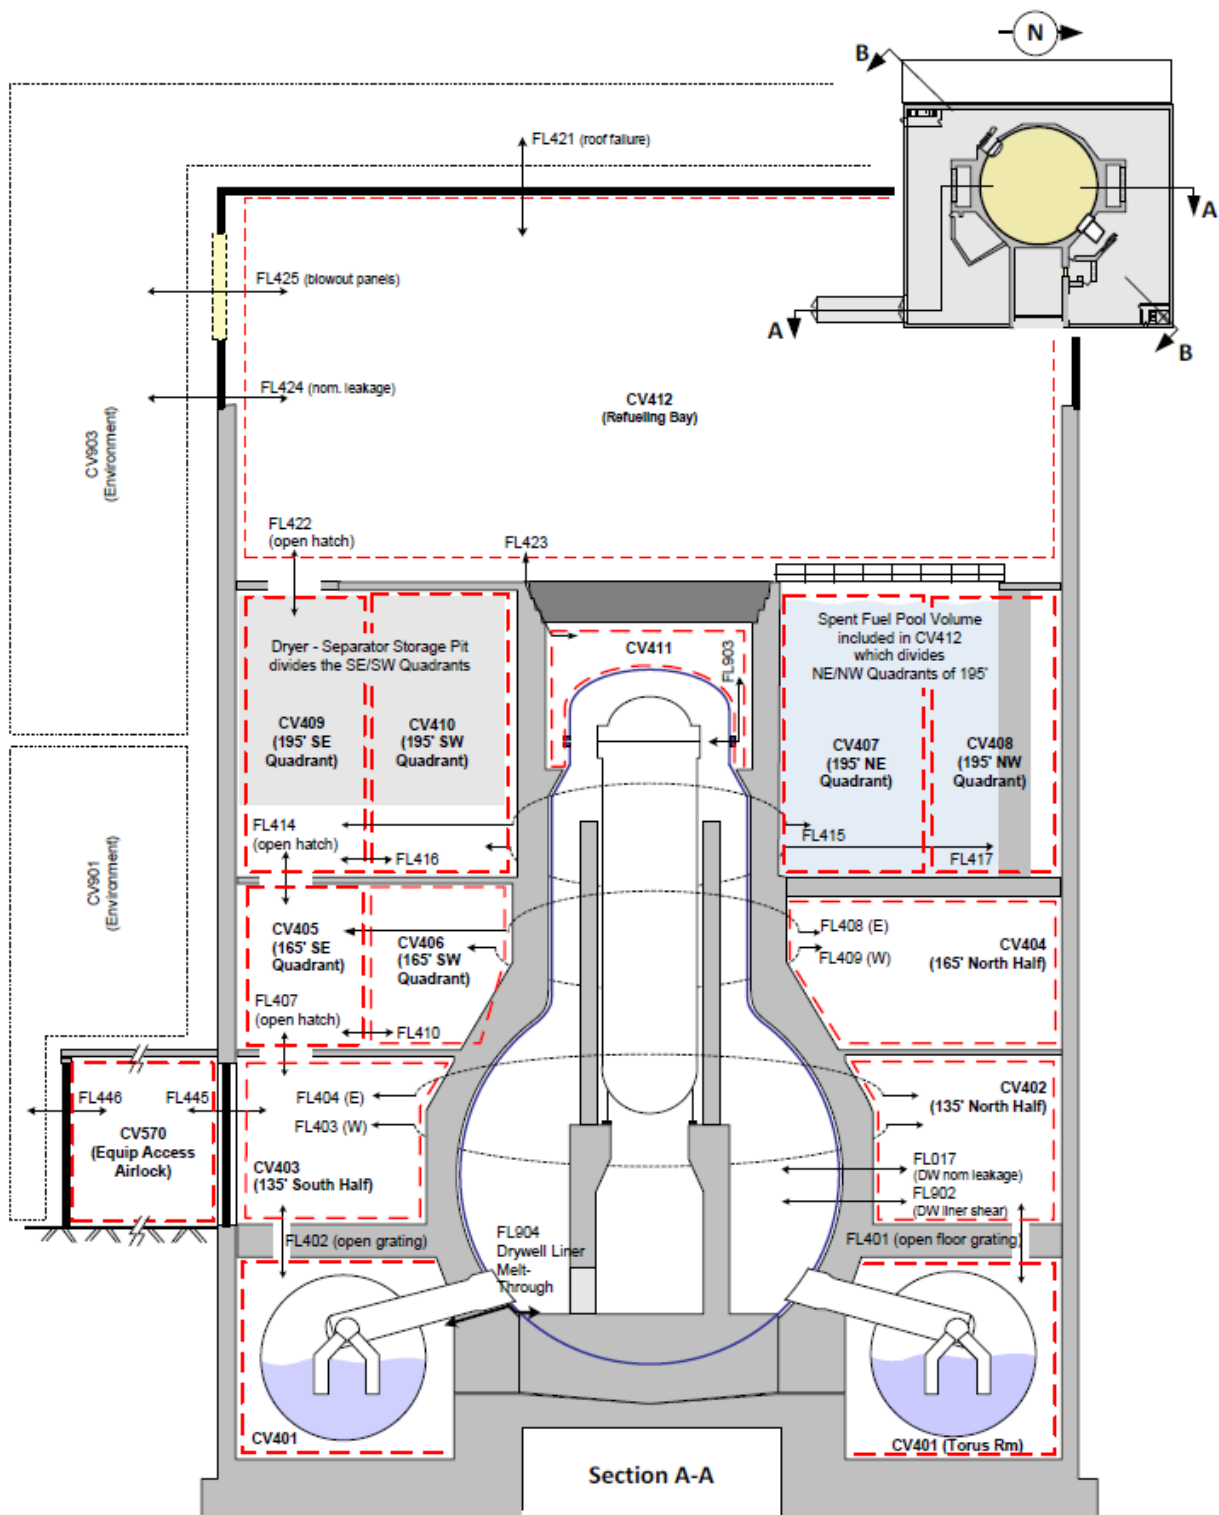 N
B
A
A
B
FL421 (roof failure)
FL425 (blowout panels)
FL424 (nom. leakage)
CV412
(Refueling Bay)
CV903
(Environment)
FL422
(open hatch)
FL423
Dryer - Separator Storage Pit
divides the SE/SW Quadrants
CV411
FL903
Spent Fuel Pool Volume
included in CV412
which divides
NE/NW Quadrants of 195'
CV409
(195' SE
Quadrant)
CV410
(195' SW
Quadrant)
CV407
(195' NE
Quadrant)
CV408
(195' NW
Quadrant)
FL414
(open hatch)
FL416
FL415
FL417
CV901
(Environment)
CV405
(165' SE
Quadrant)
CV406
(165' SW
Quadrant)
FL408 (E)
FL409 (W)
CV404
(165' North Half)
FL407
(open hatch)
FL410
FL446
FL445
CV570
(Equip Access
Airlock)
FL404 (E)
FL403 (W)
CV403
(135' South Half)
CV402
(135' North Half)
FL017
(DW nom leakage)
FL902
(DW liner shear)
FL402 (open grating)
FL904
Drywell Liner
Melt-
Through
FL401 (open floor grating)
CV401
CV401 (Torus Rm)
Section A-A